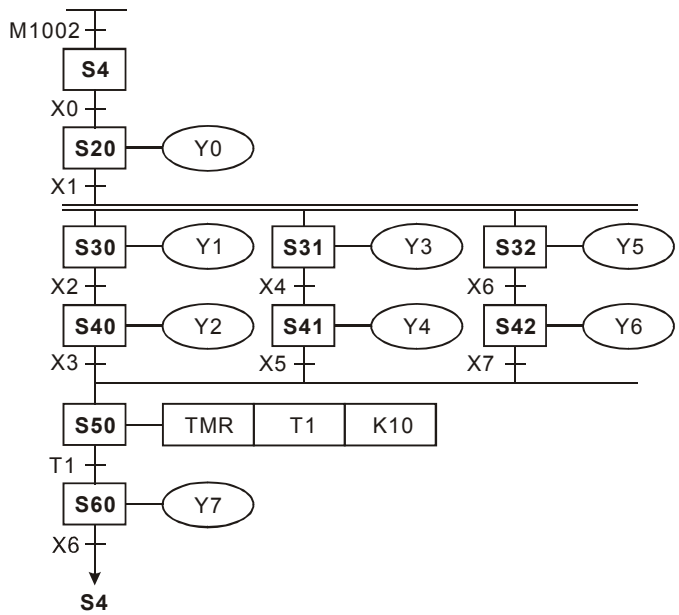 M1002
S4
X0
S20 Y0
X1
S30 Y1 S31 Y3 S32 Y5
X2 X4 X6
S40 Y2 S41 Y4 S42 Y6
X3 X5 X7
S50 TMR T1 K10
T1
S60 Y7
X6
S4